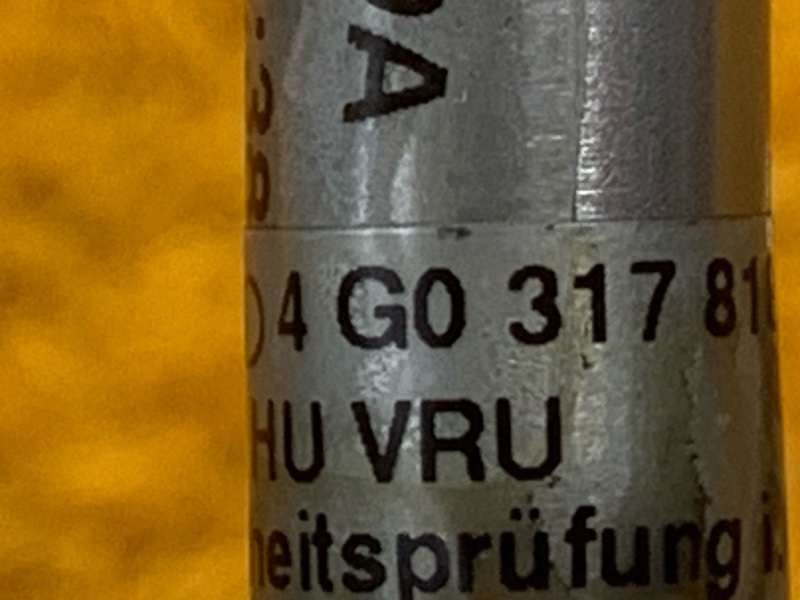 4 G0 317 81
HU VRU
heitsprüfung i.